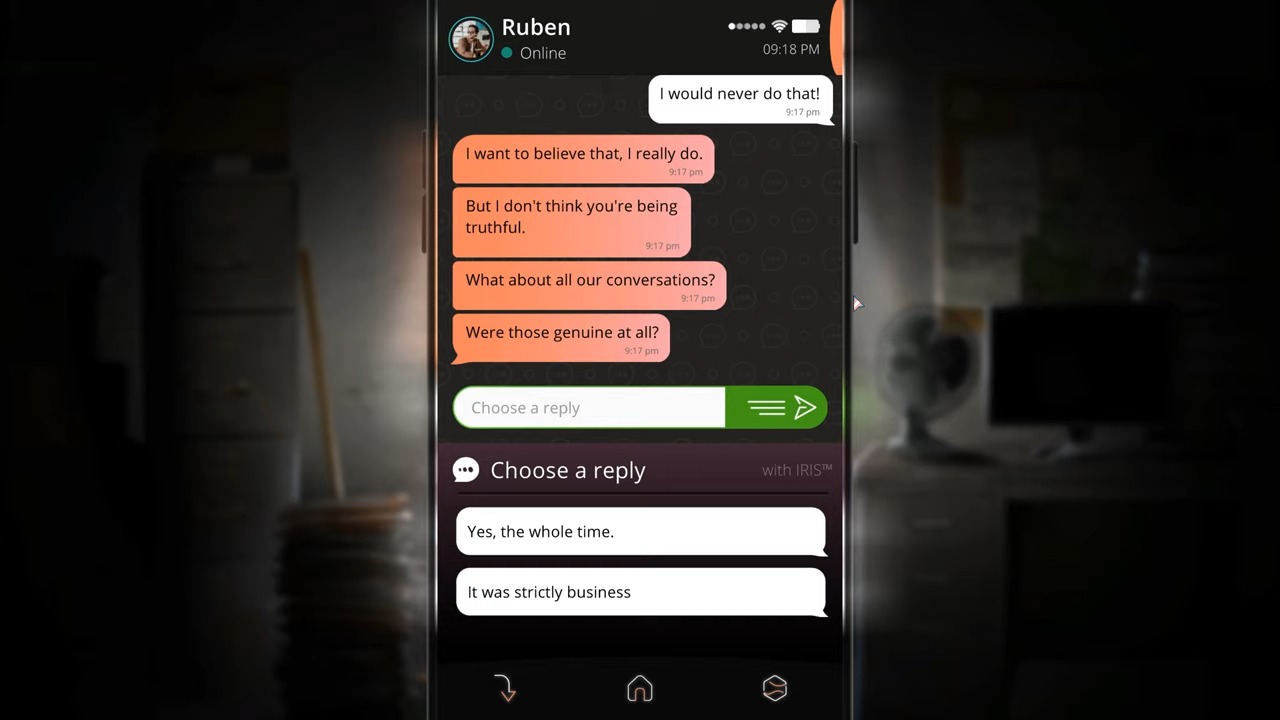 Ruben
Online
09:18 PM
I would never do that!
9:17 pm
I want to believe that, I really do.
9:17 pm
But I don't think you're being
truthful.
9:17 pm
What about all our conversations?
9:17 pm
Were those genuine at all?
9:17 pm
Choose a reply
Choose a reply
with IRIS™
Yes, the whole time.
It was strictly business